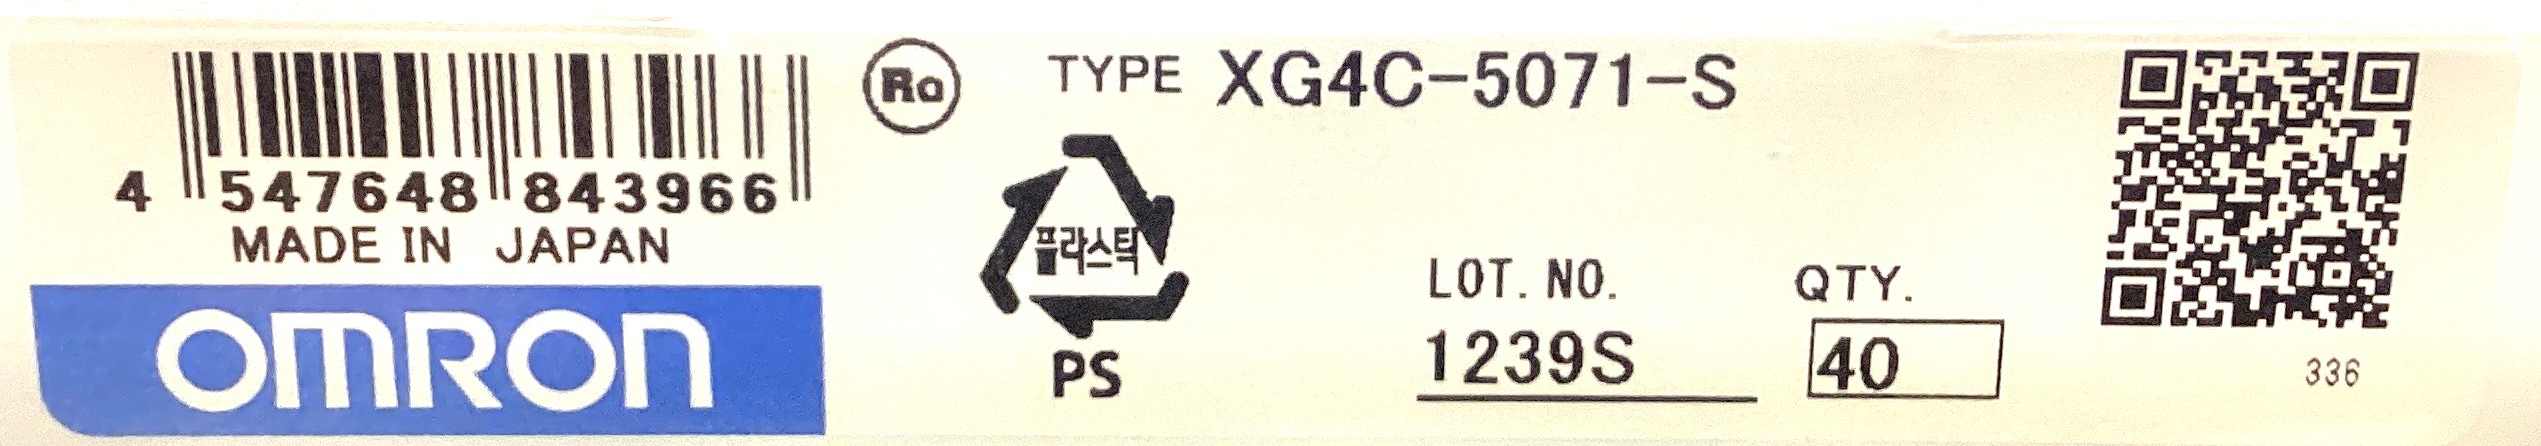 4 547648 843966
MADE IN JAPAN
OMRON
Ro TYPE XG4C-5071-S
플라스틱
PS
LOT. NO.
1239S
QTY.
40
336